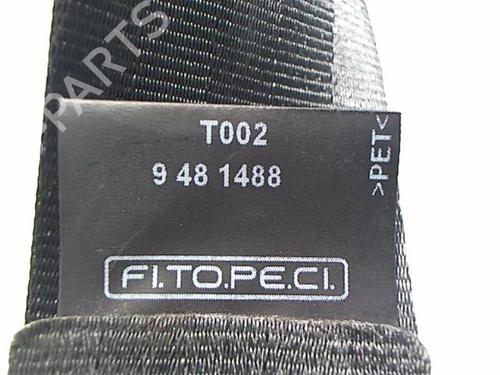 PARTS
T002
9 48 1488
>PET<
FI.TO.PE.CI.